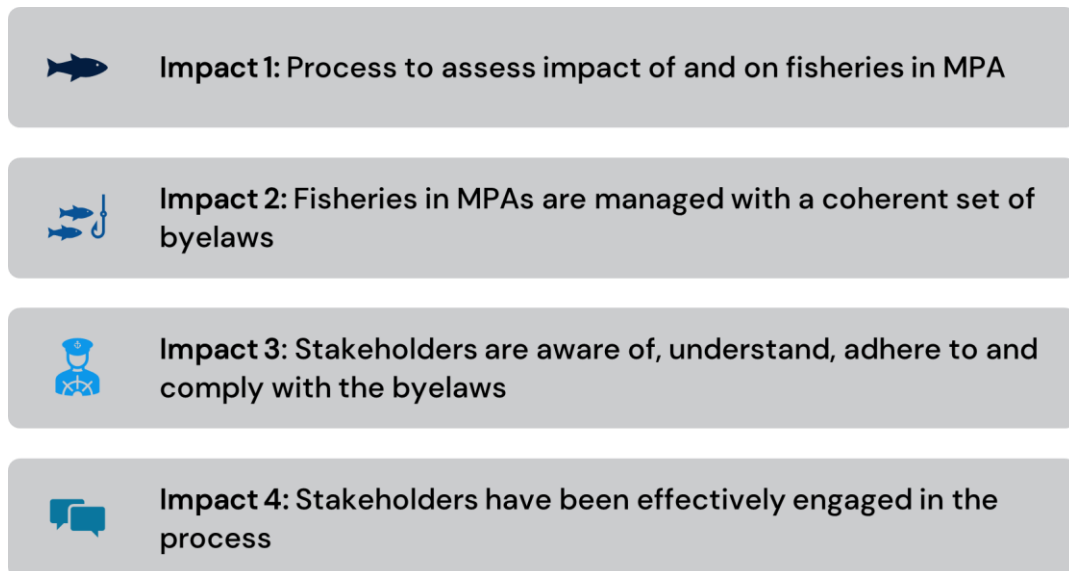 Impact 1: Process to assess impact of and on fisheries in MPA
Impact 2: Fisheries in MPAs are managed with a coherent set of
byelaws
Impact 3: Stakeholders are aware of, understand, adhere to and
comply with the byelaws
Impact 4: Stakeholders have been effectively engaged in the
process